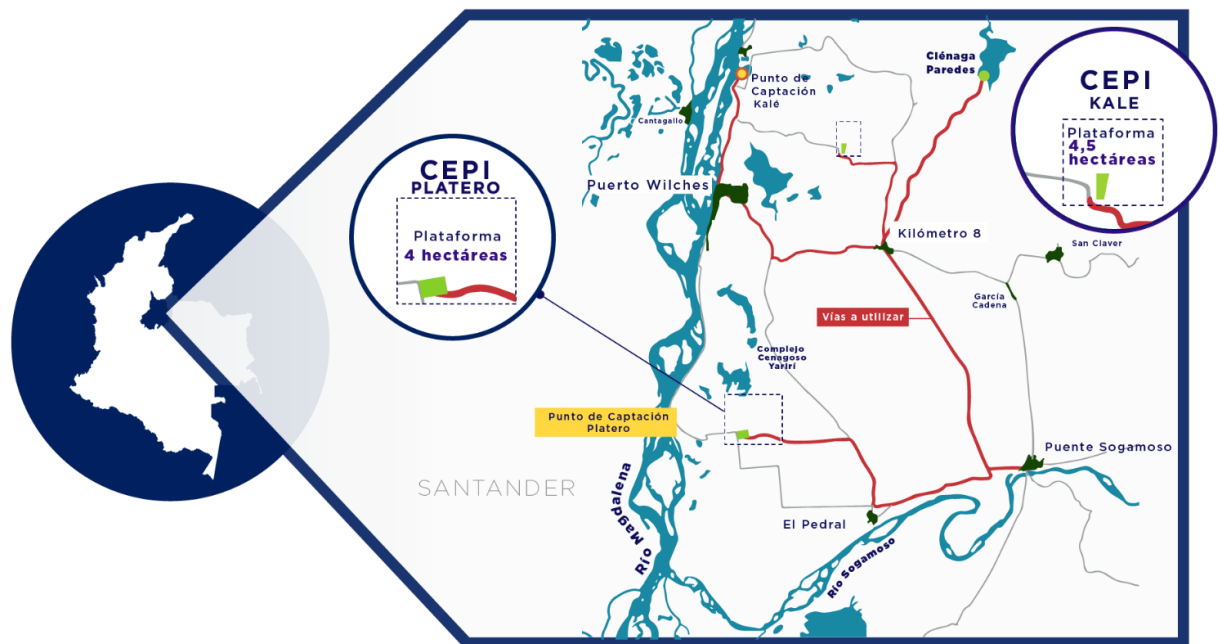 CEPI
PLATERO
Plataforma
4 hectáreas
SANTANDER
Punto de
Captación
Kalé
Cantagallo
Puerto Wilches
Ciénaga
Paredes
CEPI
KALE
Plataforma
4,5
hectáreas
Kilómetro 8
San Claver
García
Cadena
Vías a utilizar
Complejo
Cenagoso
Yarirí
Punto de Captación
Platero
Puente Sogamoso
El Pedral
Río Magdalena
Río Sogamoso